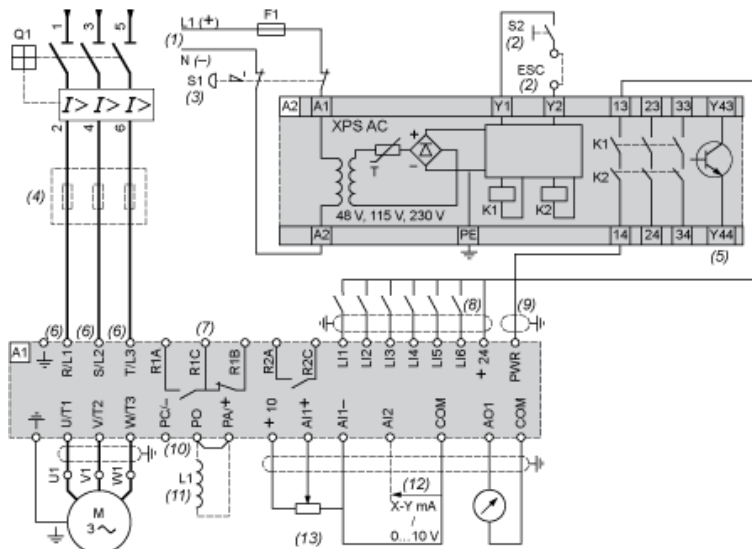 1 3 5
Q1
I> I> I>
2 4 6
(4)
L1 (+) F1
(1)
N (–)
S1
(3)
S2
(2)
ESC
(2)
A2 A1 Y1 Y2 13 23 33 Y43
XPS AC
+
–
T
K1
K2
48 V, 115 V, 230 V
K1 K2
A2 PE 14 24 34 Y44
(5)
(8) (9)
(6) (6) (6) (7)
A1
R/L1 S/L2 T/L3 R1A R1C R1B R2A R2C LI1 LI2 LI3 LI4 LI5 LI6 + 24 PWR
U/T1 V/T2 W/T3 PC/– PO PA/+ + 10 AI1+ AI1– AI2 COM AO1 COM
(10)
U1 V1 W1
L1
(11)
(12)
X-Y mA
/
0...10 V
(13)
M
3~